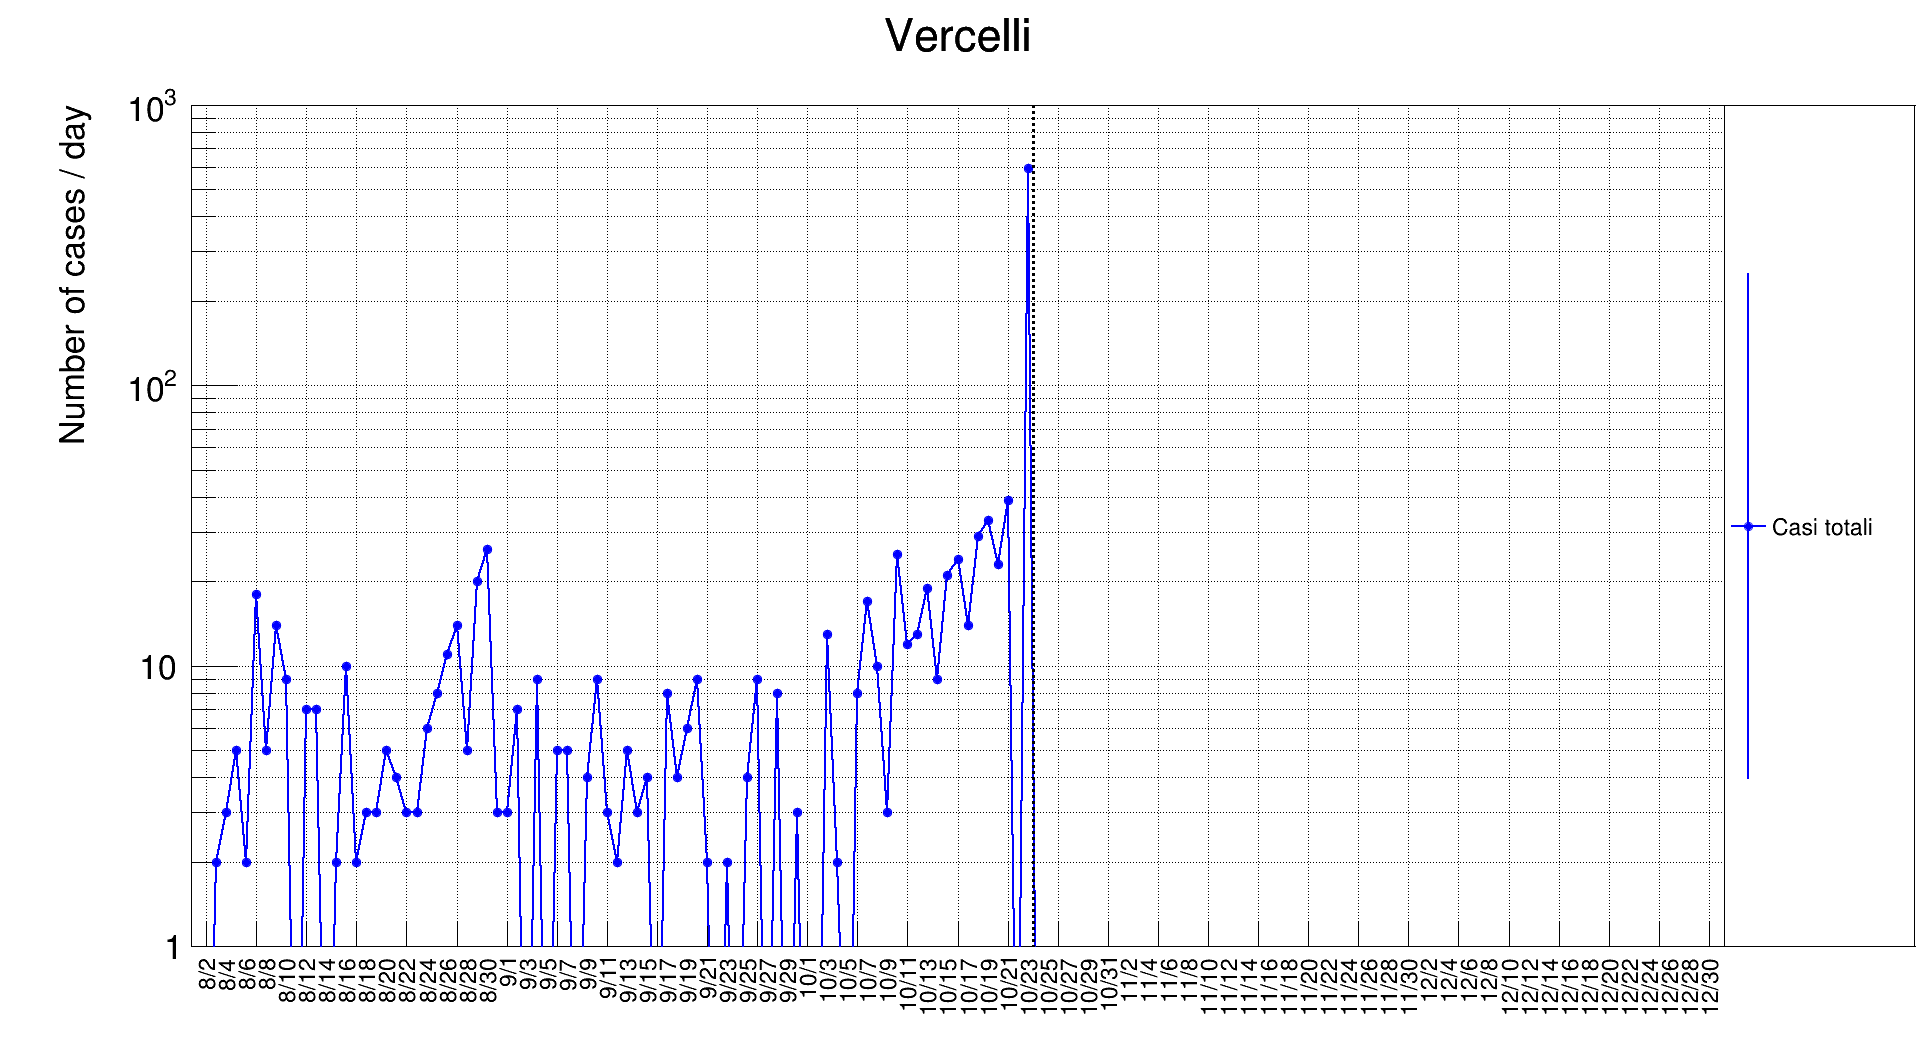 Vercelli
Number of cases / day
10³
10²
10
1
8/2 8/4 8/6 8/8 8/10 8/12 8/14 8/16 8/18 8/20 8/22 8/24 8/26 8/28 8/30 9/1 9/3 9/5 9/7 9/9 9/11 9/13 9/15 9/17 9/19 9/21 9/23 9/25 9/27 9/29 10/1 10/3 10/5 10/7 10/9 10/11 10/13 10/15 10/17 10/19 10/21 10/23 10/25 10/27 10/29 10/31 11/2 11/4 11/6 11/8 11/10 11/12 11/14 11/16 11/18 11/20 11/22 11/24 11/26 11/28 11/30 12/2 12/4 12/6 12/8 12/10 12/12 12/14 12/16 12/18 12/20 12/22 12/24 12/26 12/28 12/30
Casi totali